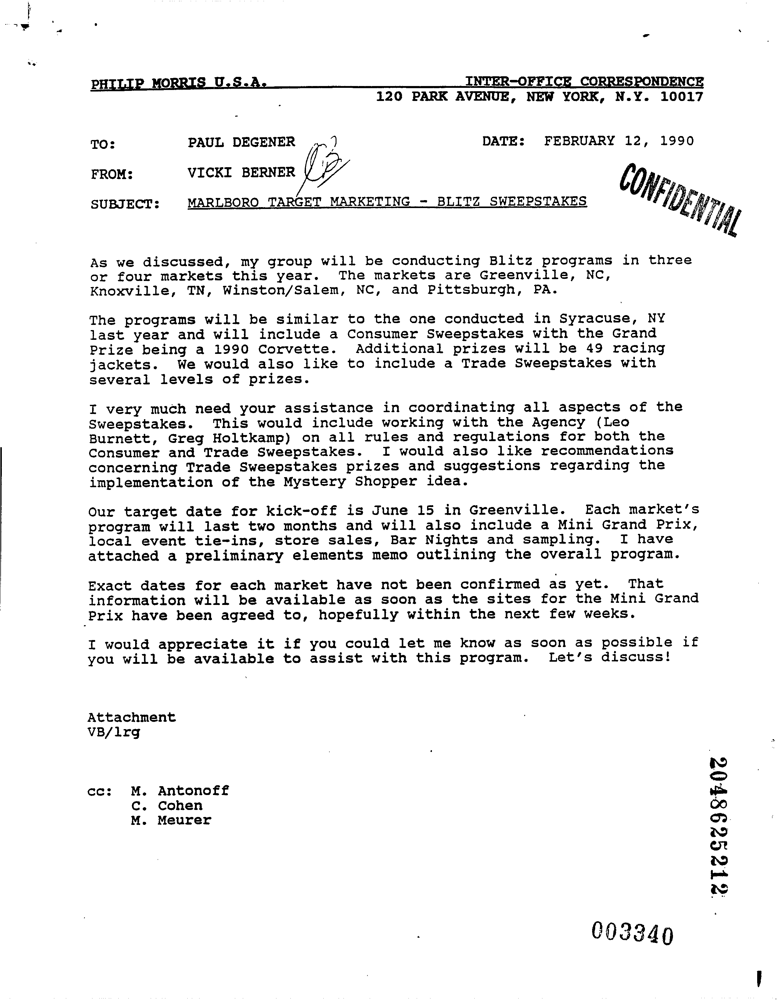 PHILIP MORRIS U.S.A. INTER-OFFICE CORRESPONDENCE
120 PARK AVENUE, NEW YORK, N.Y. 10017
TO: PAUL DEGENER DATE: FEBRUARY 12, 1990
FROM: VICKI BERNER
SUBJECT: MARLBORO TARGET MARKETING - BLITZ SWEEPSTAKES
CONFIDENTIAL
As we discussed, my group will be conducting Blitz programs in three
or four markets this year. The markets are Greenville, NC,
Knoxville, TN, Winston/Salem, NC, and Pittsburgh, PA.
The programs will be similar to the one conducted in Syracuse, NY
last year and will include a Consumer Sweepstakes with the Grand
Prize being a 1990 Corvette. Additional prizes will be 49 racing
jackets. We would also like to include a Trade Sweepstakes with
several levels of prizes.
I very much need your assistance in coordinating all aspects of the
Sweepstakes. This would include working with the Agency (Leo
Burnett, Greg Holtkamp) on all rules and regulations for both the
Consumer and Trade Sweepstakes. I would also like recommendations
concerning Trade Sweepstakes prizes and suggestions regarding the
implementation of the Mystery Shopper idea.
Our target date for kick-off is June 15 in Greenville. Each market's
program will last two months and will also include a Mini Grand Prix,
local event tie-ins, store sales, Bar Nights and sampling. I have
attached a preliminary elements memo outlining the overall program.
Exact dates for each market have not been confirmed as yet. That
information will be available as soon as the sites for the Mini Grand
Prix have been agreed to, hopefully within the next few weeks.
I would appreciate it if you could let me know as soon as possible if
you will be available to assist with this program. Let's discuss!
Attachment
VB/lrg
cc: M. Antonoff
C. Cohen
M. Meurer
2048625212
003340